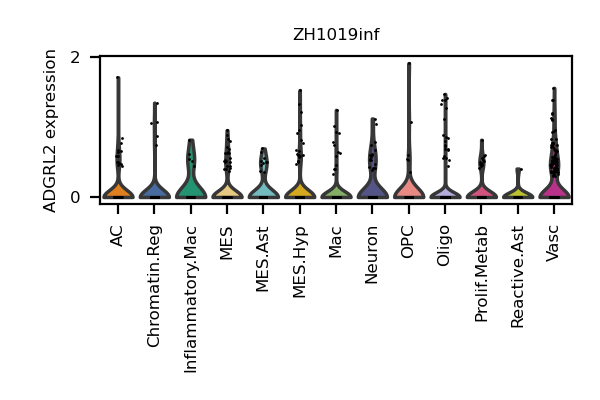 ZH1019inf
ADGRL2 expression
2
0
AC
Chromatin.Reg
Inflammatory.Mac
MES
MES.Ast
MES.Hyp
Mac
Neuron
OPC
Oligo
Prolif.Metab
Reactive.Ast
Vasc